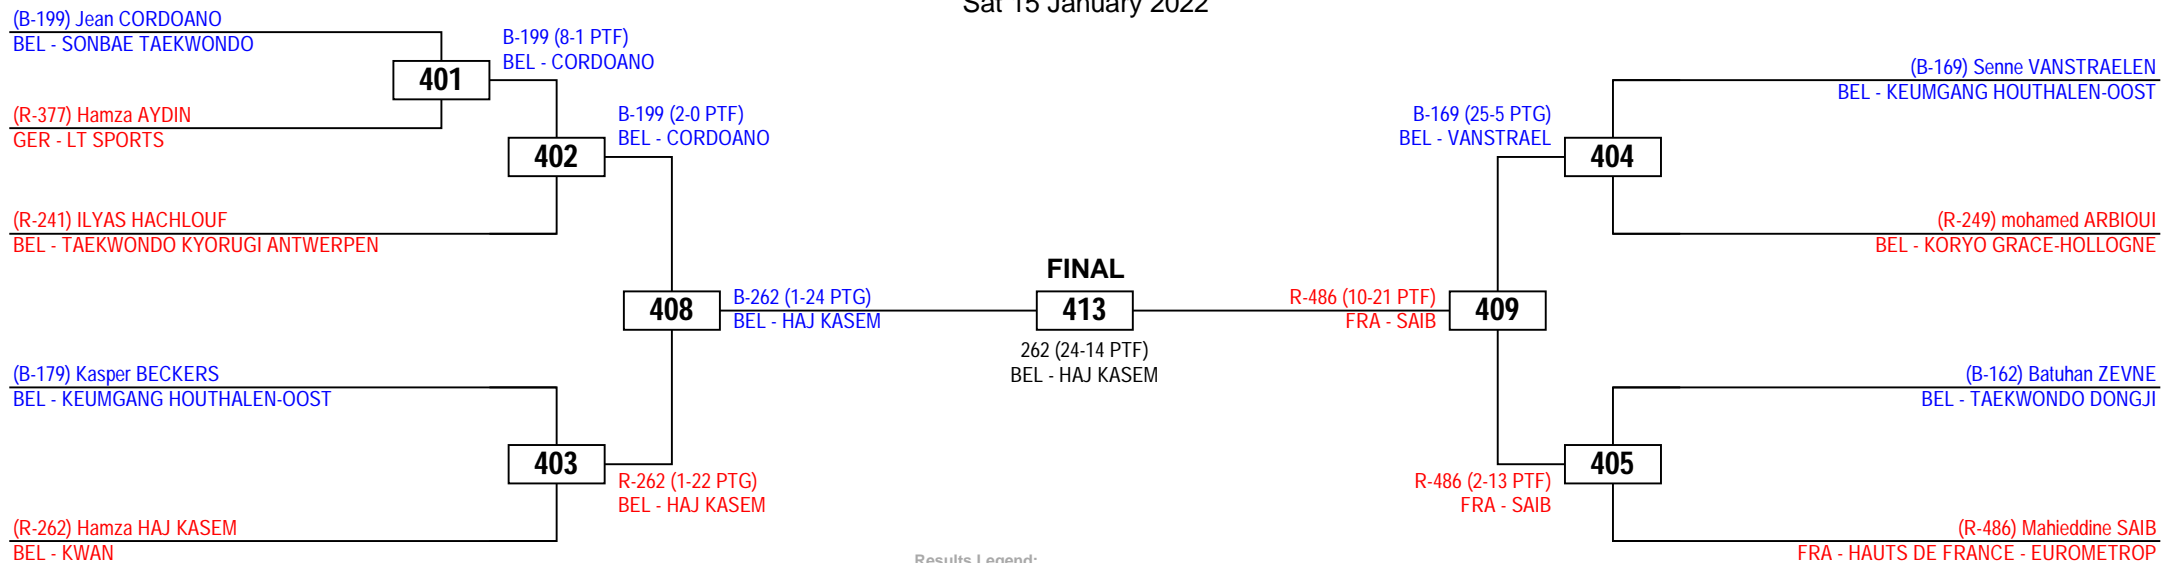 Sat 15 January 2022
(B-199) Jean CORDOANO
BEL - SONBAE TAEKWONDO
401
(R-377) Hamza AYDIN
GER - LT SPORTS
B-199 (8-1 PTF)
BEL - CORDOANO
402
(R-241) ILYAS HACHLOUF
BEL - TAEKWONDO KYORUGI ANTWERPEN
B-199 (2-0 PTF)
BEL - CORDOANO
408
(B-179) Kasper BECKERS
BEL - KEUMGANG HOUTHALEN-OOST
403
(R-262) Hamza HAJ KASEM
BEL - KWAN
R-262 (1-22 PTG)
BEL - HAJ KASEM
B-262 (1-24 PTG)
BEL - HAJ KASEM
FINAL
413
262 (24-14 PTF)
BEL - HAJ KASEM
R-486 (10-21 PTF)
FRA - SAIB
409
B-169 (25-5 PTG)
BEL - VANSTRAEL
404
(B-169) Senne VANSTRAELEN
BEL - KEUMGANG HOUTHALEN-OOST
(R-249) mohamed ARBIOUI
BEL - KORYO GRACE-HOLLOGNE
(B-162) Batuhan ZEVNE
BEL - TAEKWONDO DONGJI
405
R-486 (2-13 PTF)
FRA - SAIB
(R-486) Mahieddine SAIB
FRA - HAUTS DE FRANCE - EUROMETROP
Results Legend: